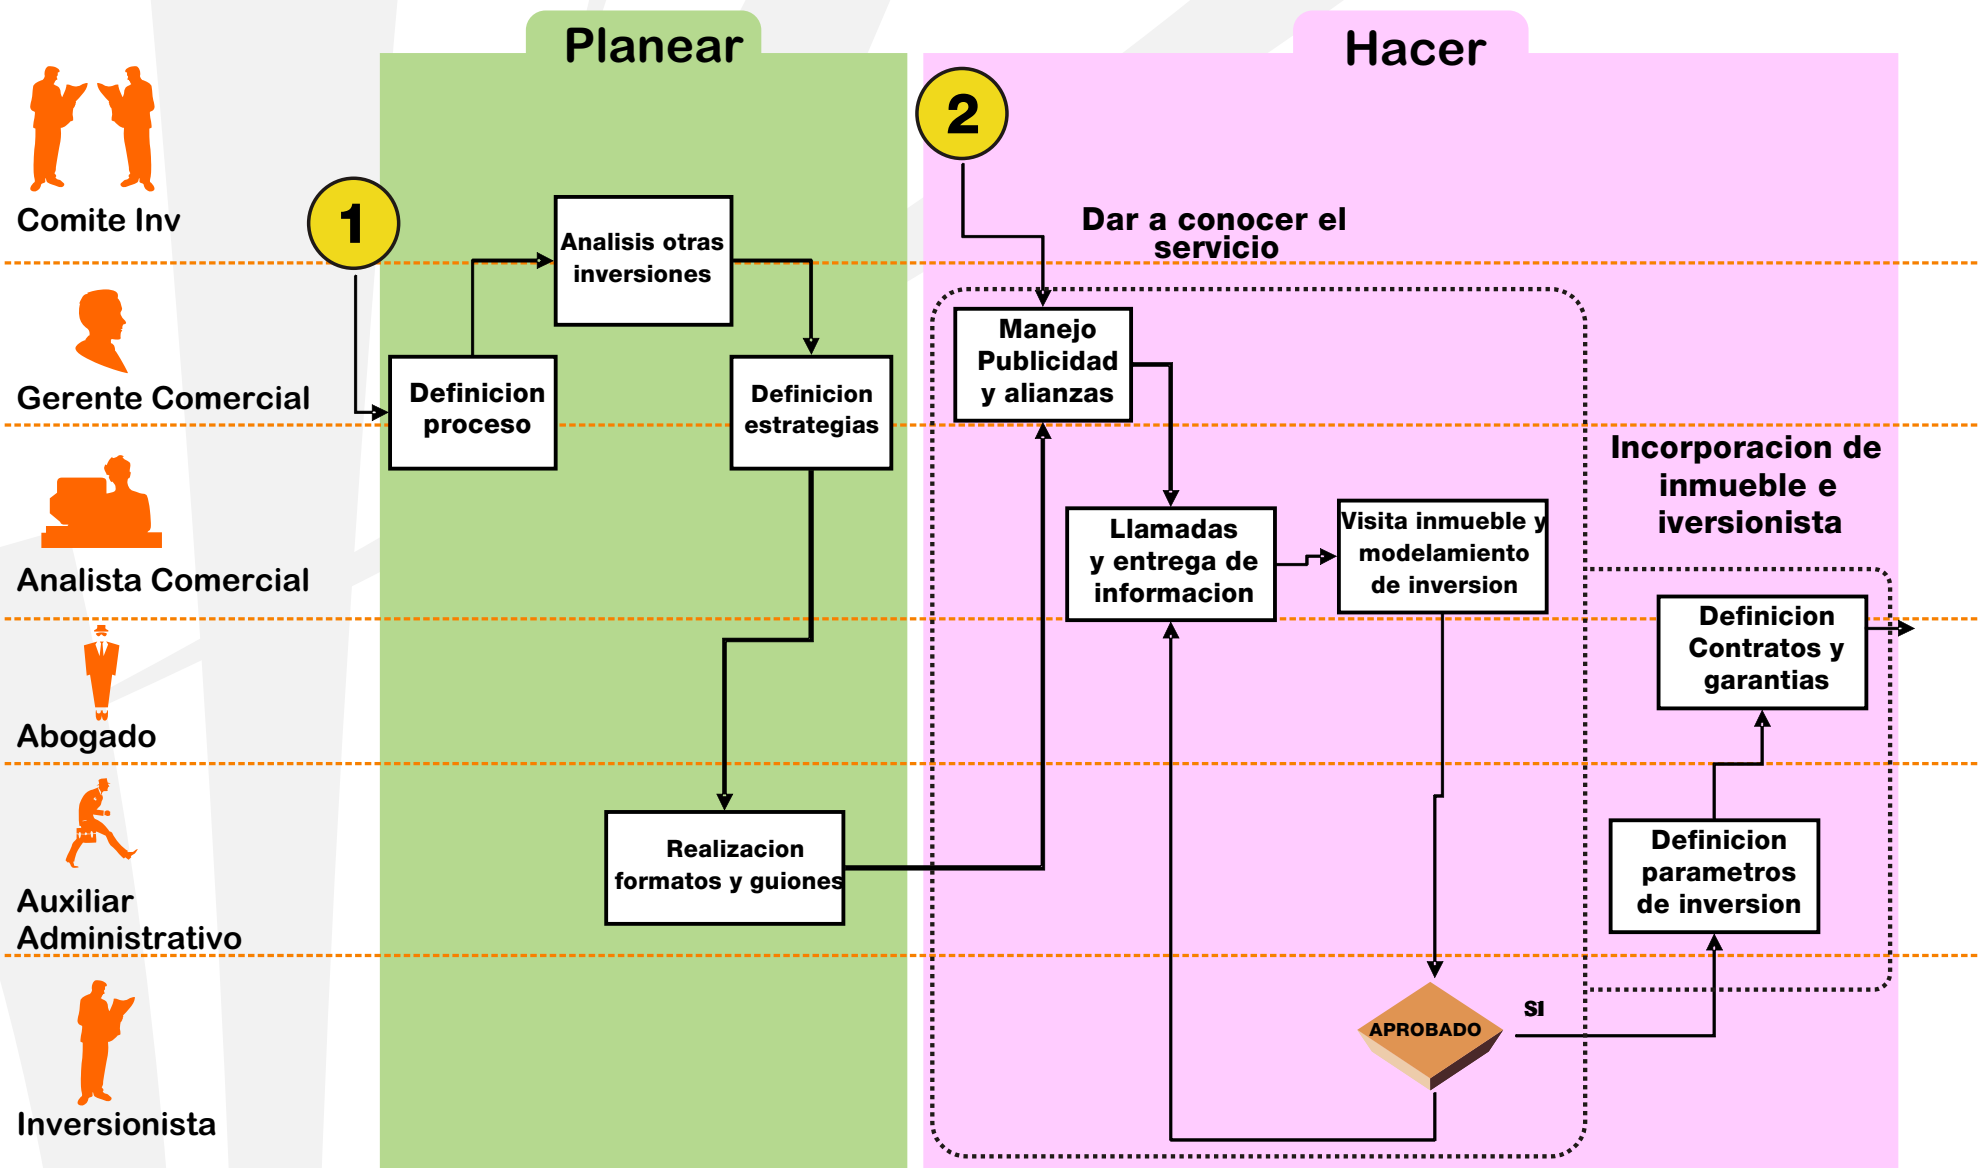 Planear
Hacer
Comite Inv
1
2
Analisis otras
inversiones
Dar a conocer el
servicio
Gerente Comercial
Definicion
proceso
Definicion
estrategias
Manejo
Publicidad
y alianzas
Incorporacion de
inmueble e
iversionista
Analista Comercial
Llamadas
y entrega de
informacion
Visita inmueble y
modelamiento
de inversion
Definicion
Contratos y
garantias
Abogado
Auxiliar
Administrativo
Realizacion
formatos y guiones
Definicion
parametros
de inversion
Inversionista
APROBADO
SI